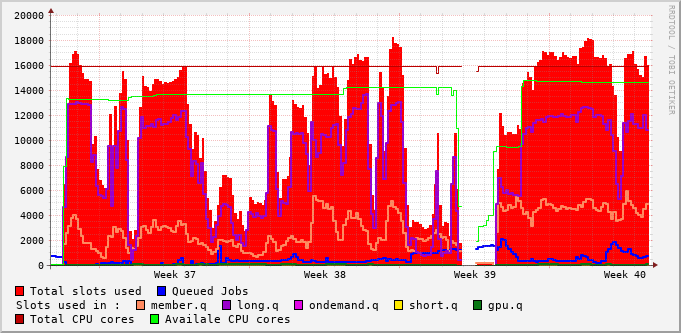 20000
18000
16000
14000
12000
10000
8000
6000
4000
2000
0
Week 37 Week 38 Week 39 Week 40
RRDTOOL / TOBI OETIKER
Total slots used Queued Jobs
Slots used in : member.q long.q ondemand.q short.q gpu.q
Total CPU cores Availale CPU cores